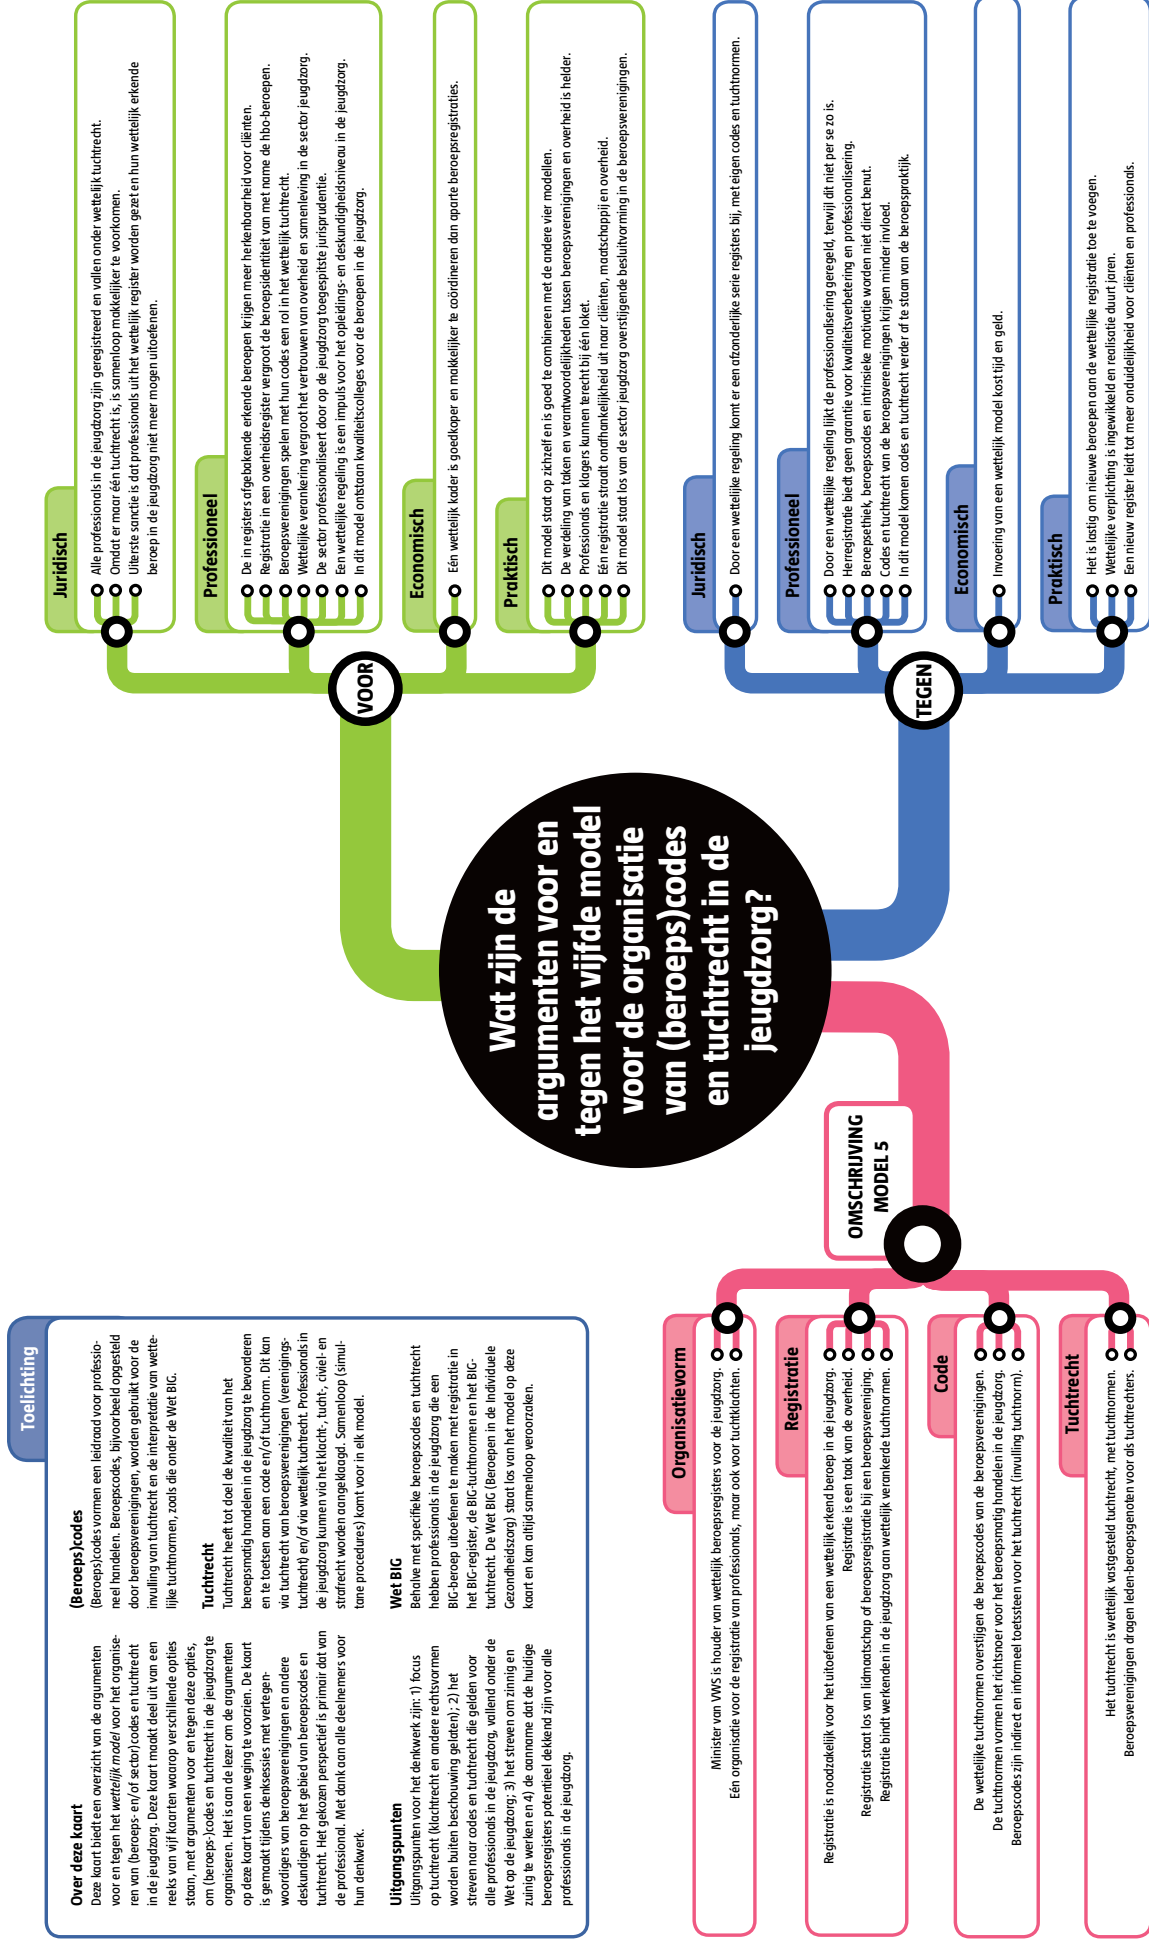 Toelichting
Over deze kaart
Deze kaart biedt een overzicht van de argumenten
voor en tegen het wettelijk model voor het organise-
ren van (beroeps- en/of sector)codes en tuchtrecht
in de jeugdzorg. Deze kaart maakt deel uit van een
reeks van vijf kaarten waarop verschillende opties
staan, met argumenten voor en tegen deze opties,
om (beroeps-)codes en tuchtrecht in de jeugdzorg te
organiseren. Het is aan de lezer om de argumenten
op deze kaart van een weging te voorzien. De kaart
is gemaakt tijdens denksessies met vertegen-
woordigers van beroepsverenigingen en andere
deskundigen op het gebied van beroepscodes en
tuchtrecht. Het gekozen perspectief is primair dat van
de professional. Met dank aan alle deelnemers voor
hun denkwerk.
Uitgangspunten
Uitgangspunten voor het denkwerk zijn: 1) focus
op tuchtrecht (klachtrecht en andere rechtsvormen
worden buiten beschouwing gelaten); 2) het
streven naar codes en tuchtrecht die gelden voor
alle professionals in de jeugdzorg, vallend onder de
Wet op de jeugdzorg; 3) het streven om zinnig en
zuinig te werken en 4) de aanname dat de huidige
beroepsregisters potentieel dekkend zijn voor alle
professionals in de jeugdzorg.
(Beroeps)codes
(Beroeps)codes vormen een leidraad voor professio-
neel handelen. Beroepscodes, bijvoorbeeld opgesteld
door beroepsverenigingen, worden gebruikt voor de
invulling van tuchtrecht en de interpretatie van wette-
lijke tuchtnormen, zoals die onder de Wet BIG.
Tuchtrecht
Tuchtrecht heeft tot doel de kwaliteit van het
beroepsmatig handelen in de jeugdzorg te bevorderen
en te toetsen aan een code en/of tuchtnorm. Dit kan
via tuchtrecht van beroepsverenigingen (verenigings-
tuchtrecht) en/of via wettelijk tuchtrecht. Professionals in
de jeugdzorg kunnen via het klacht-, tucht-, civiel- en
strafrecht worden aangeklaagd. Samenloop (simul-
tane procedures) komt voor in elk model.
Wet BIG
Behalve met specifieke beroepscodes en tuchtrecht
hebben professionals in de jeugdzorg die een
BIG-beroep uitoefenen te maken met registratie in
het BIG-register, de BIG-tuchtnormen en het BIG-
tuchtrecht. De Wet BIG (Beroepen in de Individuele
Gezondheidszorg) staat los van het model op deze
kaart en kan altijd samenloop veroorzaken.
Wat zijn de
argumenten voor en
tegen het vijfde model
voor de organisatie
van (beroeps)codes
en tuchtrecht in de
jeugdzorg?
VOOR
Juridisch
Alle professionals in de jeugdzorg zijn geregistreerd en vallen onder wettelijk tuchtrecht.
Omdat er maar één tuchtrecht is, is samenloop makkelijker te voorkomen.
Uiterste sanctie is dat professionals uit het wettelijk register worden gezet en hun wettelijk erkende
beroep in de jeugdzorg niet meer mogen uitoefenen.
Professioneel
De in registers afgebakende erkende beroepen krijgen meer herkenbaarheid voor cliënten.
Registratie in een overheidsregister vergroot de beroepsidentiteit van met name de hbo-beroepen.
Beroepsverenigingen spelen met hun codes een rol in het wettelijk tuchtrecht.
Wettelijke verankering vergroot het vertrouwen van overheid en samenleving in de sector jeugdzorg.
De sector professionaliseert door op de jeugdzorg toegespitste jurisprudentie.
Een wettelijke regeling is een impuls voor het opleidings- en deskundigheidsniveau in de jeugdzorg.
In dit model ontstaan kwaliteitscolleges voor de beroepen in de jeugdzorg.
Economisch
Eén wettelijk kader is goedkoper en makkelijker te coördineren dan aparte beroepsregistraties.
Praktisch
Dit model staat op zichzelf en is goed te combineren met de andere vier modellen.
De verdeling van taken en verantwoordelijkheden tussen beroepsverenigingen en overheid is helder.
Professionals en klagers kunnen terecht bij één loket.
Eén registratie straalt onafhankelijkheid uit naar cliënten, maatschappij en overheid.
Dit model staat los van de sector jeugdzorg overstijgende besluitvorming in de beroepsverenigingen.
TEGEN
Juridisch
Door een wettelijke regeling komt er een afzonderlijke serie registers bij, met eigen codes en tuchtnormen.
Professioneel
Door een wettelijke regeling lijkt de professionalisering geregeld, terwijl dit niet per se zo is.
Herregistratie biedt geen garantie voor kwaliteitsverbetering en professionalisering.
Beroepsethiek, beroepscodes en intrinsieke motivatie worden niet direct benut.
Codes en tuchtrecht van de beroepsverenigingen krijgen minder invloed.
In dit model komen codes en tuchtrecht verder af te staan van de beroepspraktijk.
Economisch
Invoering van een wettelijk model kost tijd en geld.
Praktisch
Het is lastig om nieuwe beroepen aan de wettelijke registratie toe te voegen.
Wettelijke verplichting is ingewikkeld en realisatie duurt jaren.
Een nieuw register leidt tot meer onduidelijkheid voor cliënten en professionals.
OMSCHRIJVING
MODEL 5
Organisatievorm
Minister van VWS is houder van wettelijk beroepsregisters voor de jeugdzorg.
Eén organisatie voor de registratie van professionals, maar ook voor tuchtklachten.
Registratie
Registratie is noodzakelijk voor het uitoefenen van een wettelijk erkend beroep in de jeugdzorg.
Registratie is een taak van de overheid.
Registratie staat los van lidmaatschap of beroepsregistratie bij een beroepsvereniging.
Registratie bindt werkenden in de jeugdzorg aan wettelijk verankerde tuchtnormen.
Code
De wettelijke tuchtnormen overstijgen de beroepscodes van de beroepsverenigingen.
De tuchtnormen vormen het richtsnoer voor het beroepsmatig handelen in de jeugdzorg.
Beroepscodes zijn indirect en informeel toetssteen voor het tuchtrecht (invulling tuchtnorm).
Tuchtrecht
Het tuchtrecht is wettelijk vastgesteld tuchtrecht, met tuchtnormen.
Beroepsverenigingen dragen leden-beroepsgenoten voor als tuchtrechters.